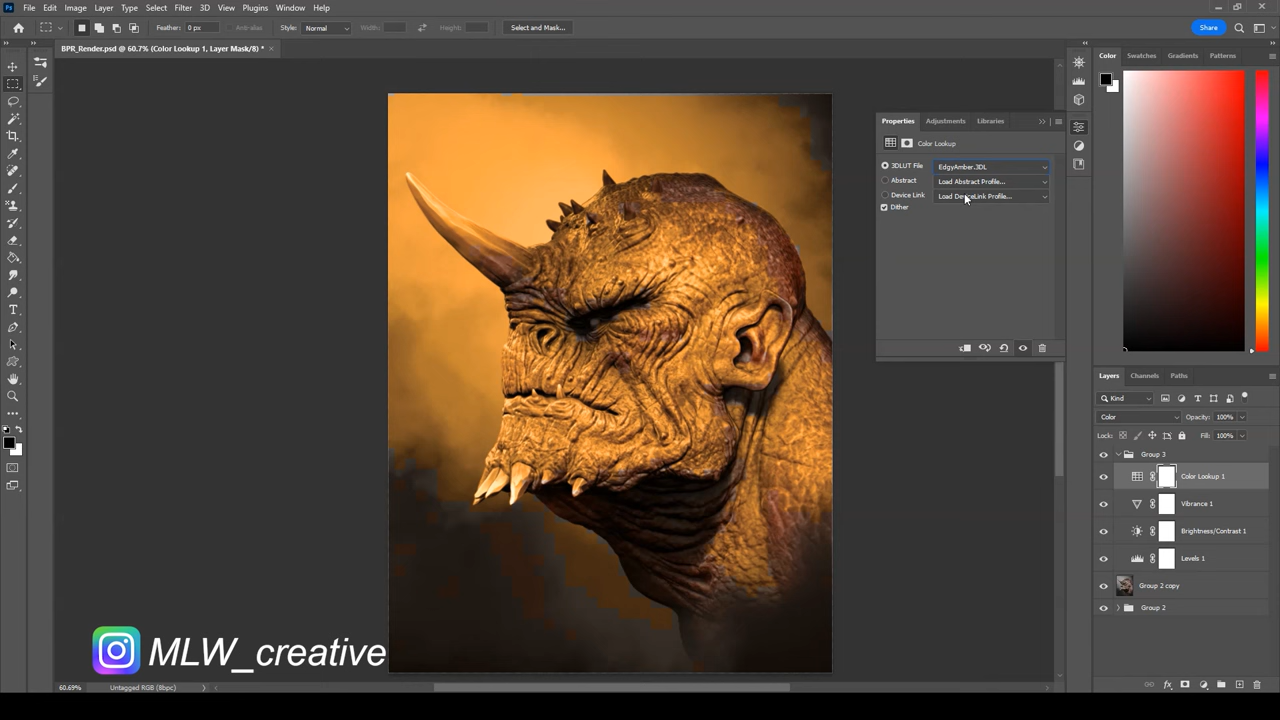 Ps File Edit Image Layer Type Select Filter 3D View Plugins Window Help
Feather: 0 px Anti-alias Style: Normal Width: Height: Select and Mask... Share
BPR_Render.psd @ 60.7% (Color Lookup 1, Layer Mask/8) *
Color Swatches Gradients Patterns
Properties Adjustments Libraries
Color Lookup
3DLUT File EdgyAmber.3DL
Abstract Load Abstract Profile...
Device Link Load DeviceLink Profile...
Dither
Layers Channels Paths
Kind
Color Opacity: 100%
Lock: Fill: 100%
Group 3
Color Lookup 1
Vibrance 1
Brightness/Contrast 1
Levels 1
Group 2 copy
Group 2
MLW_creative
60.69% Untagged RGB (8bpc)